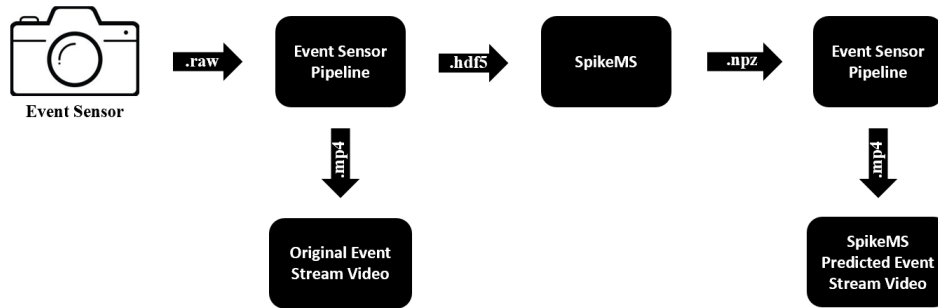 Event Sensor
.raw
Event Sensor
Pipeline
.hdf5
SpikeMS
.npz
Event Sensor
Pipeline
.mp4
.mp4
Original Event
Stream Video
SpikeMS
Predicted Event
Stream Video